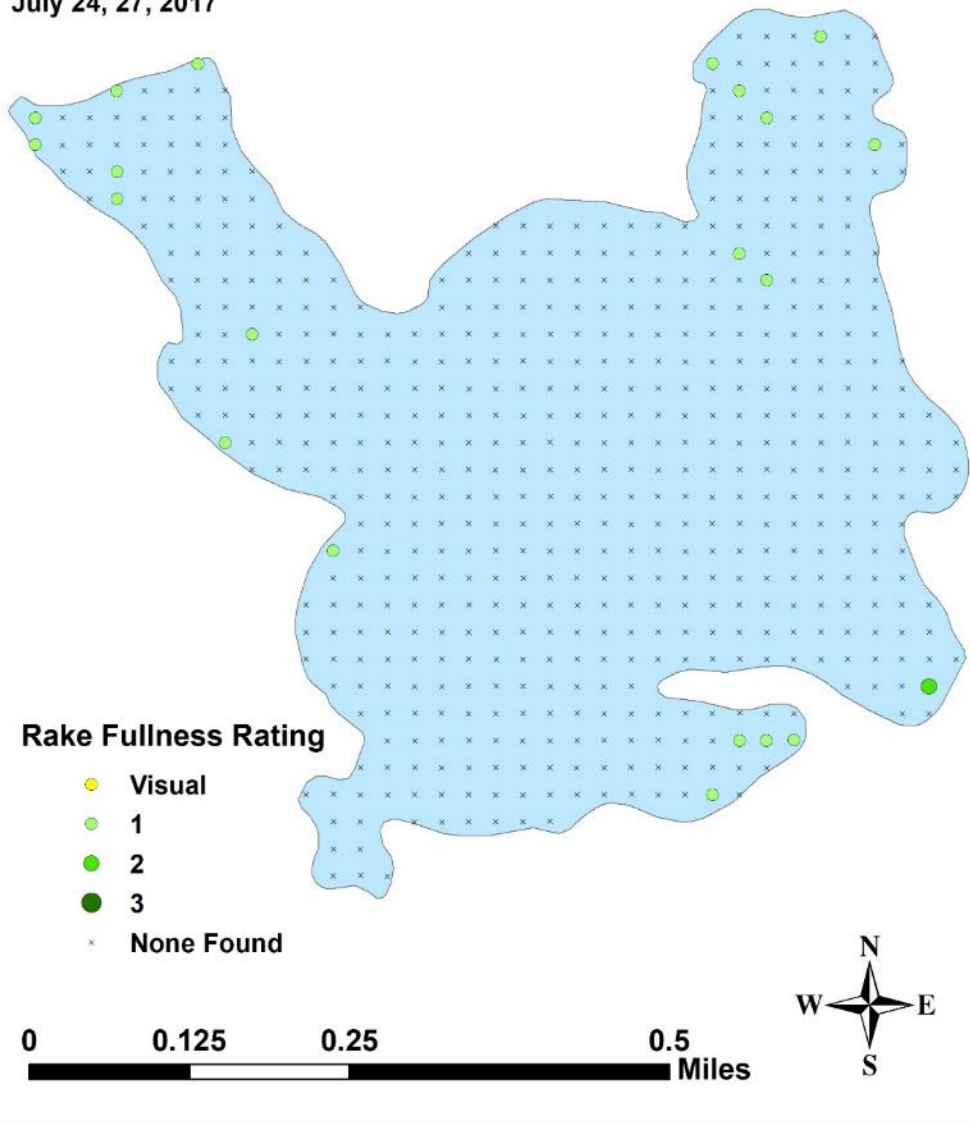 July 24, 27, 2017
Rake Fullness Rating
Visual
1
2
3
None Found
N
W E
S
0 0.125 0.25 0.5
Miles